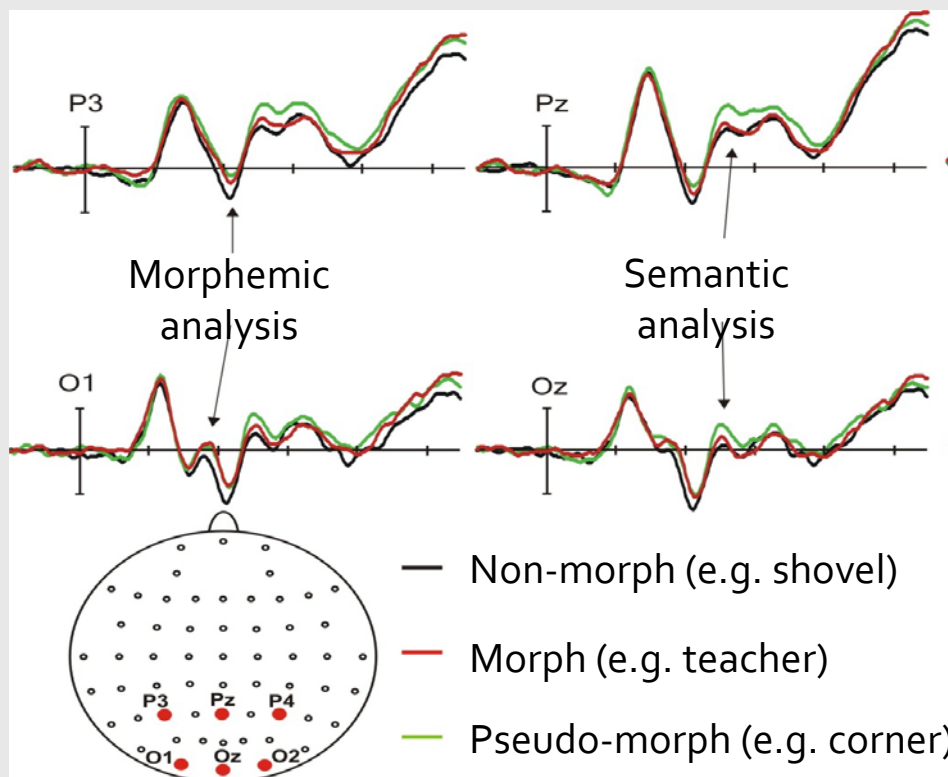 P3
Pz
Morphemic
analysis
Semantic
analysis
O1
Oz
Non-morph (e.g. shovel)
Morph (e.g. teacher)
Pseudo-morph (e.g. corner)
P3 Pz P4
O1 Oz O2